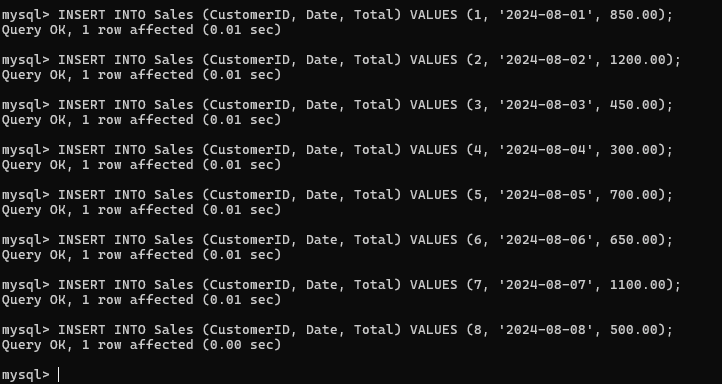 mysql> INSERT INTO Sales (CustomerID, Date, Total) VALUES (1, '2024-08-01', 850.00);
Query OK, 1 row affected (0.01 sec)
mysql> INSERT INTO Sales (CustomerID, Date, Total) VALUES (2, '2024-08-02', 1200.00);
Query OK, 1 row affected (0.01 sec)
mysql> INSERT INTO Sales (CustomerID, Date, Total) VALUES (3, '2024-08-03', 450.00);
Query OK, 1 row affected (0.01 sec)
mysql> INSERT INTO Sales (CustomerID, Date, Total) VALUES (4, '2024-08-04', 300.00);
Query OK, 1 row affected (0.01 sec)
mysql> INSERT INTO Sales (CustomerID, Date, Total) VALUES (5, '2024-08-05', 700.00);
Query OK, 1 row affected (0.01 sec)
mysql> INSERT INTO Sales (CustomerID, Date, Total) VALUES (6, '2024-08-06', 650.00);
Query OK, 1 row affected (0.01 sec)
mysql> INSERT INTO Sales (CustomerID, Date, Total) VALUES (7, '2024-08-07', 1100.00);
Query OK, 1 row affected (0.01 sec)
mysql> INSERT INTO Sales (CustomerID, Date, Total) VALUES (8, '2024-08-08', 500.00);
Query OK, 1 row affected (0.00 sec)
mysql>